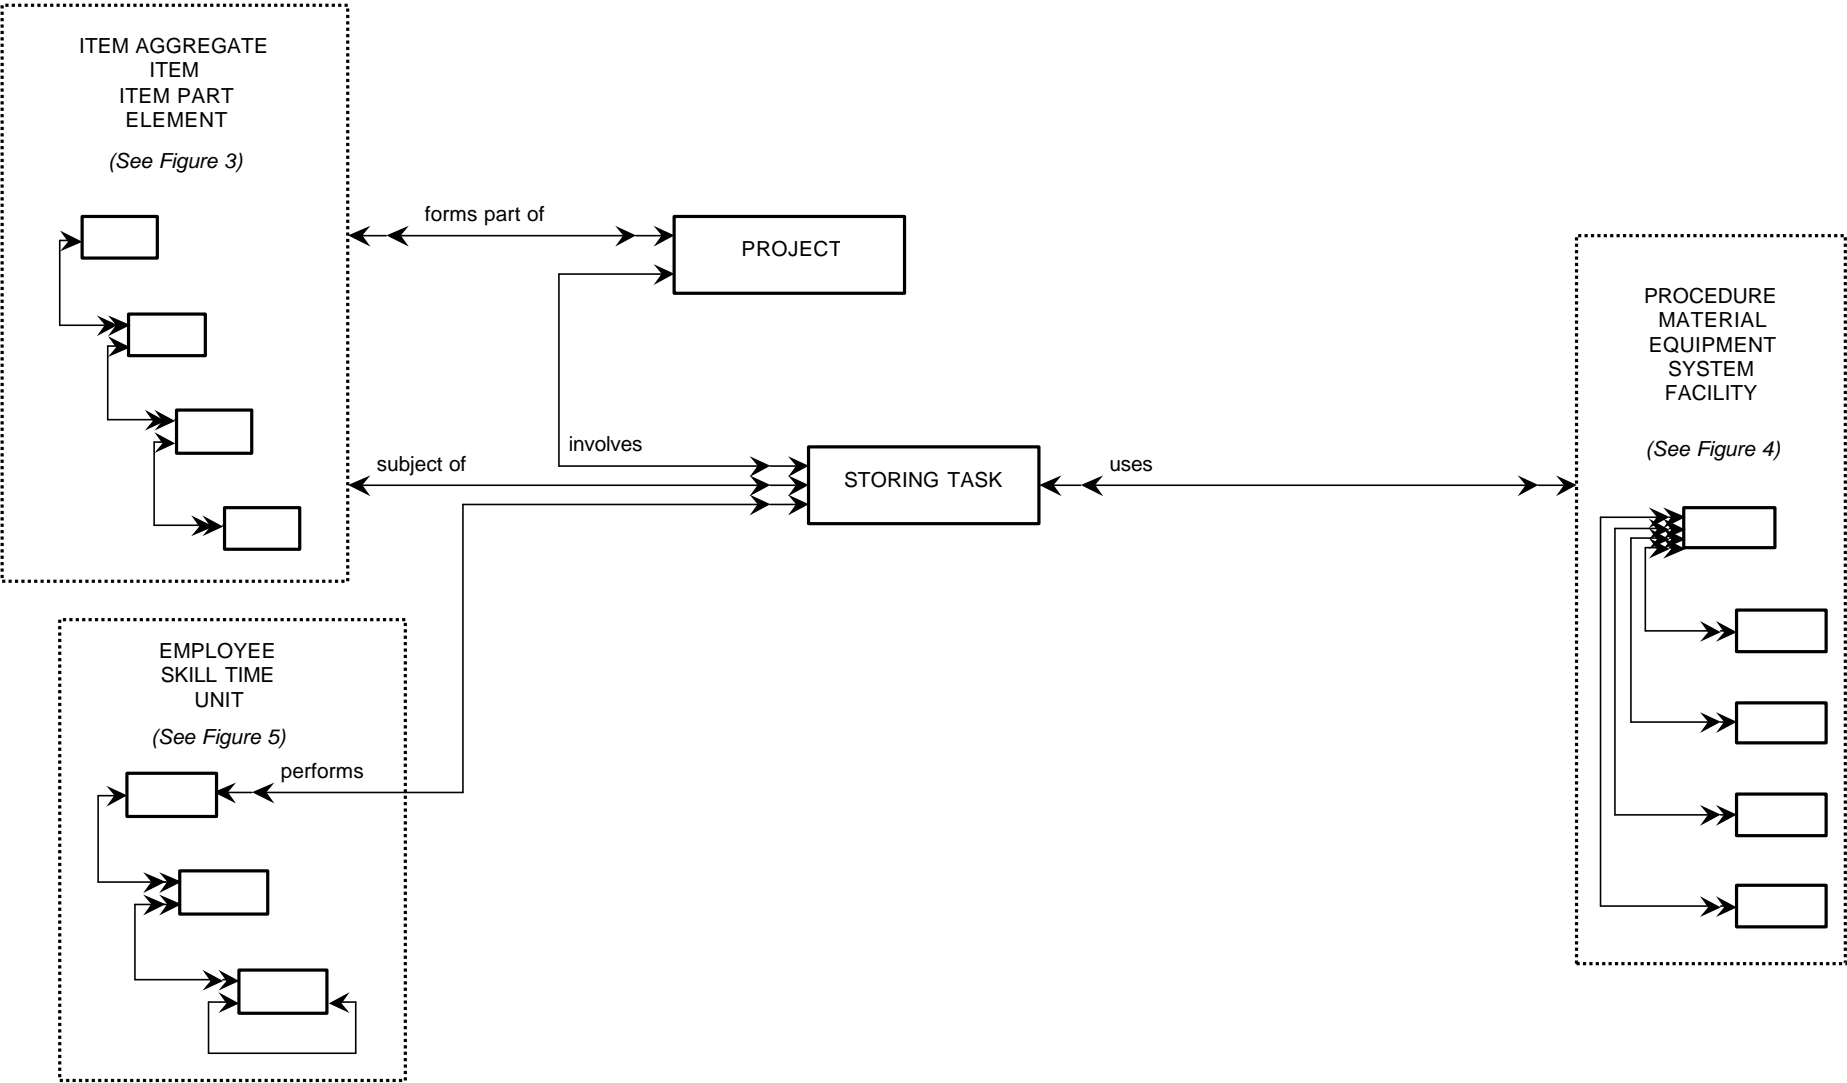 ITEM AGGREGATE
ITEM
ITEM PART
ELEMENT
(See Figure 3)
forms part of
PROJECT
involves
subject of
STORING TASK
uses
PROCEDURE
MATERIAL
EQUIPMENT
SYSTEM
FACILITY
(See Figure 4)
EMPLOYEE
SKILL TIME
UNIT
(See Figure 5)
performs